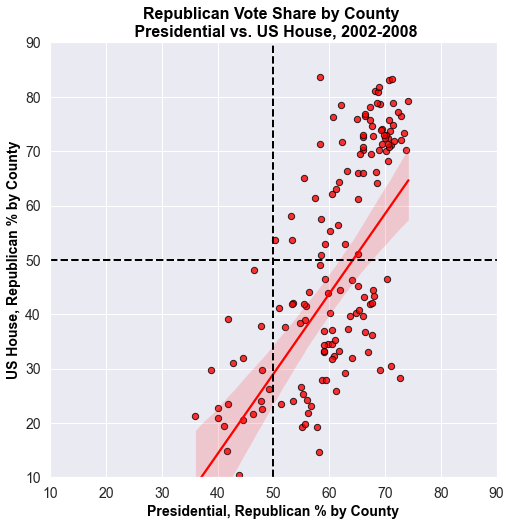 Republican Vote Share by County
Presidential vs. US House, 2002-2008
US House, Republican % by County
90
80
70
60
50
40
30
20
10
10 20 30 40 50 60 70 80 90
Presidential, Republican % by County